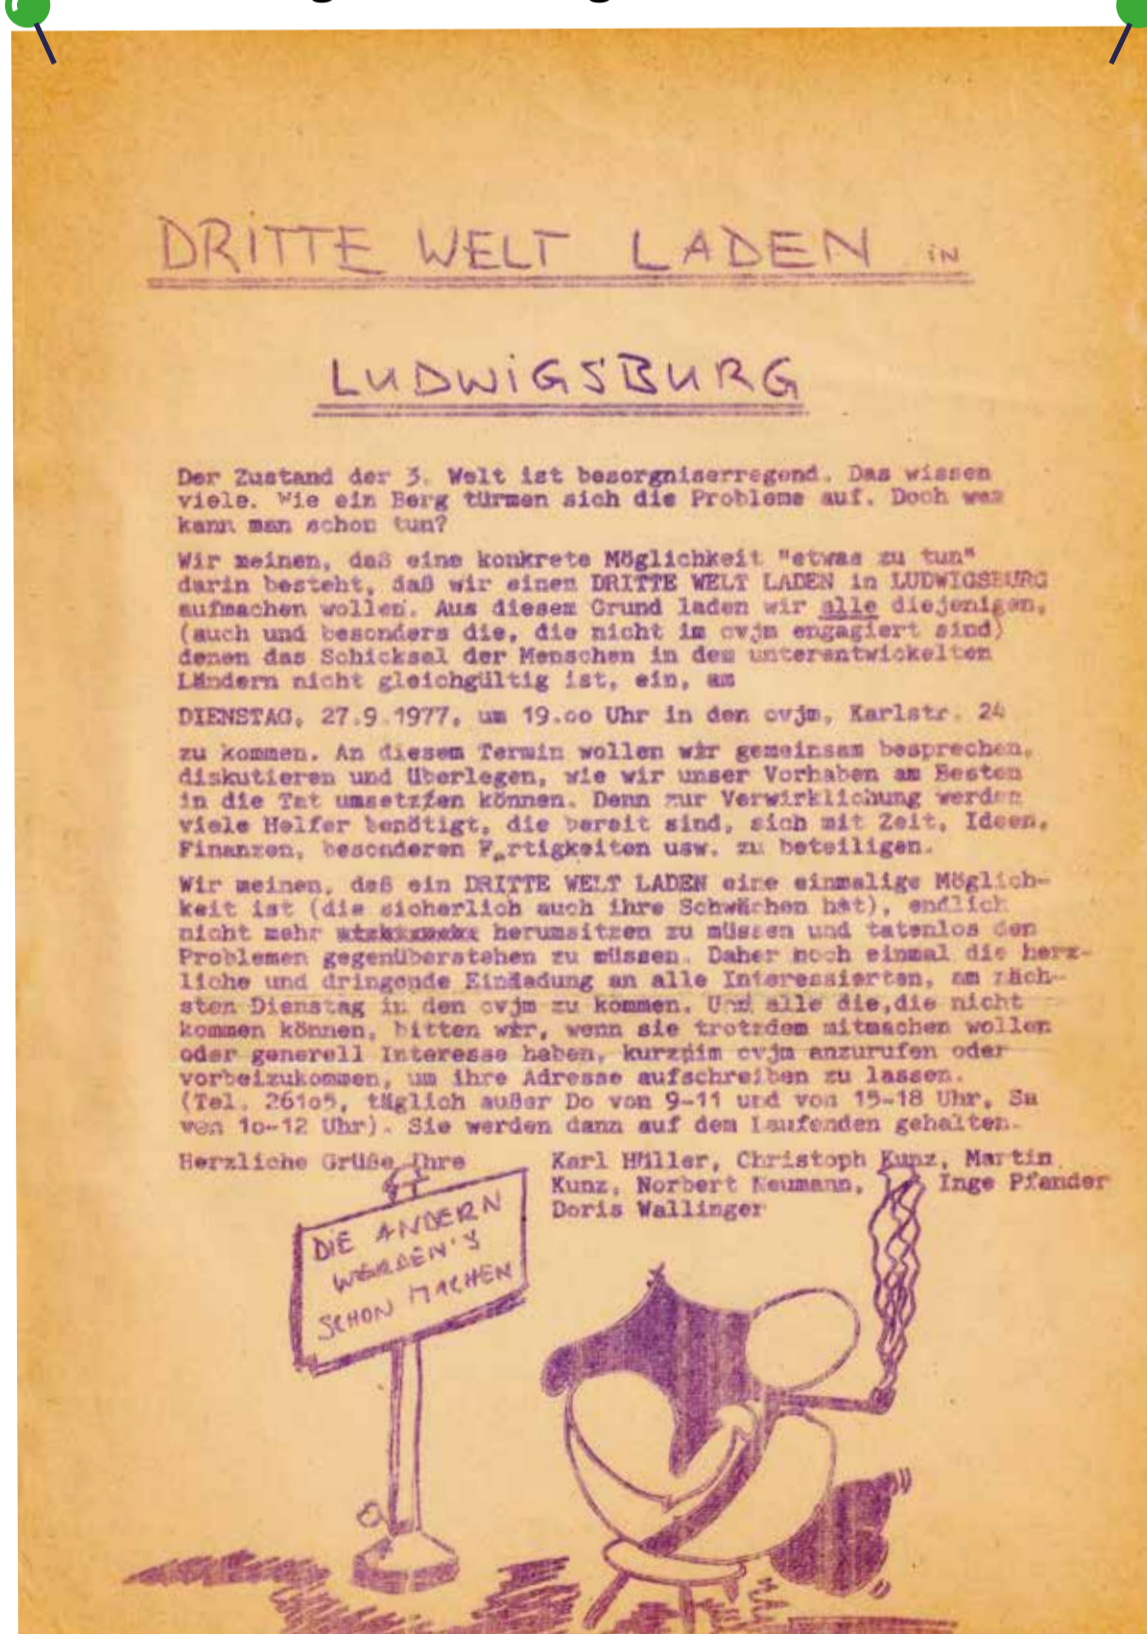 DRITTE WELT LADEN in
LUDWIGSBURG
Der Zustand der 3. Welt ist besorgniserregend. Das wissen
viele. Wie ein Berg türmen sich die Probleme auf. Doch was
kann man schon tun?
Wir meinen, daß eine konkrete Möglichkeit "etwas zu tun"
darin besteht, daß wir einen DRITTE WELT LADEN in LUDWIGSBURG
aufmachen wollen. Aus diesem Grund laden wir alle diejenigen,
(auch und besonders die, die nicht im cvjm engagiert sind)
denen das Schicksal der Menschen in den unterentwickelten
Ländern nicht gleichgültig ist, ein, am
DIENSTAG, 27.9.1977, um 19.oo Uhr in den cvjm, Karlstr. 24
zu kommen. An diesem Termin wollen wir gemeinsam besprechen,
diskutieren und überlegen, wie wir unser Vorhaben am Besten
in die Tat umsetzen können. Denn zur Verwirklichung werden
viele Helfer benötigt, die bereit sind, sich mit Zeit, Ideen,
Finanzen, besonderen Fertigkeiten usw. zu beteiligen.
Wir meinen, daß ein DRITTE WELT LADEN eine einmalige Möglich-
keit ist (die sicherlich auch ihre Schwächen hat), endlich
nicht mehr herumsitzen zu müssen und tatenlos den
Problemen gegenüberstehen zu müssen. Daher noch einmal die herz-
liche und dringende Einladung an alle Interessierten, am näch-
sten Dienstag in den cvjm zu kommen. Und alle die,die nicht
kommen können, bitten wir, wenn sie trotzdem mitmachen wollen
oder generell Interesse haben, kurz im cvjm anzurufen oder
vorbeizukommen, um ihre Adresse aufschreiben zu lassen.
(Tel. 261o5, täglich außer Do von 9-11 und von 15-18 Uhr, Sa
von 1o-12 Uhr). Sie werden dann auf dem Laufenden gehalten.
Herzliche Grüße Ihre Karl Hüller, Christoph Kunz, Martin
Kunz, Norbert Neumann, Inge Pfander
Doris Wallinger
DIE ANDERN
WERDEN'S
SCHON MACHEN